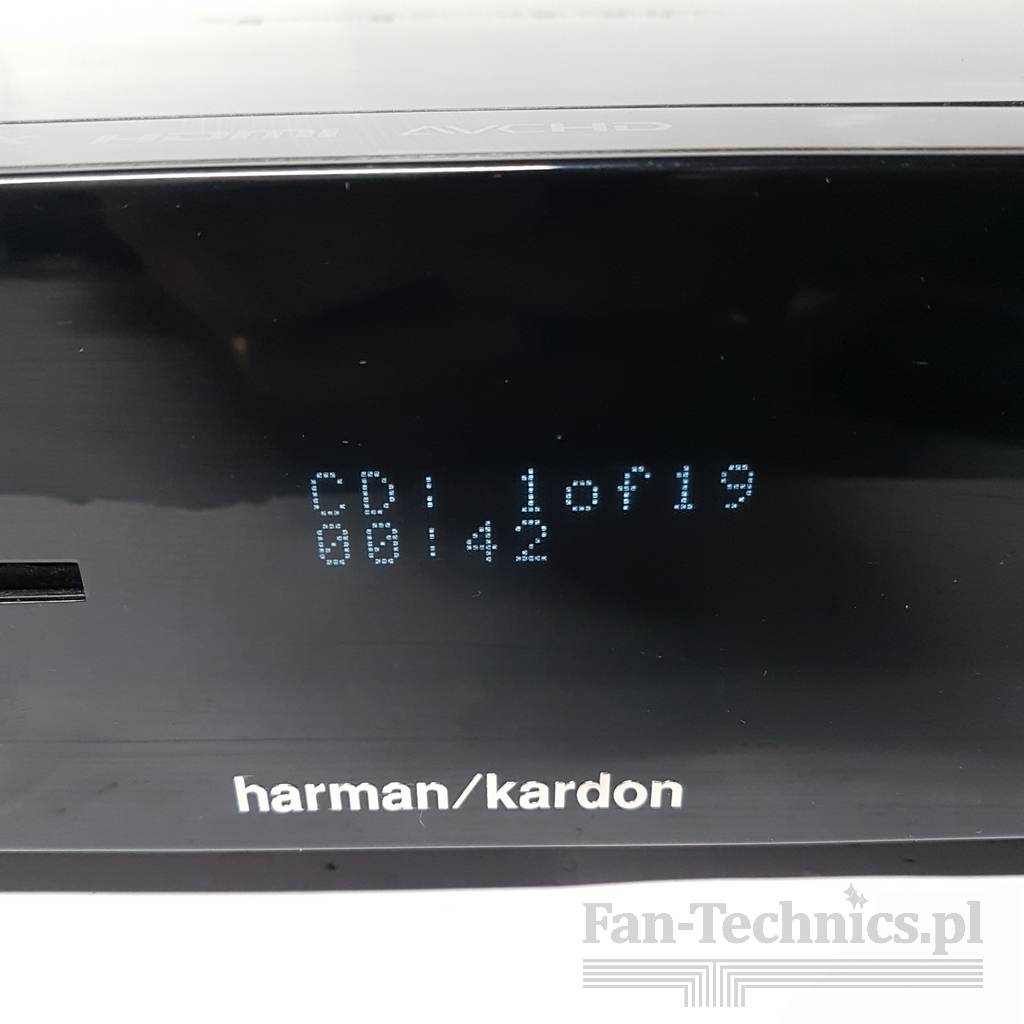 HDMI AVCHD
CD: 1of19
00:42
harman/kardon
Fan-Technics.pl